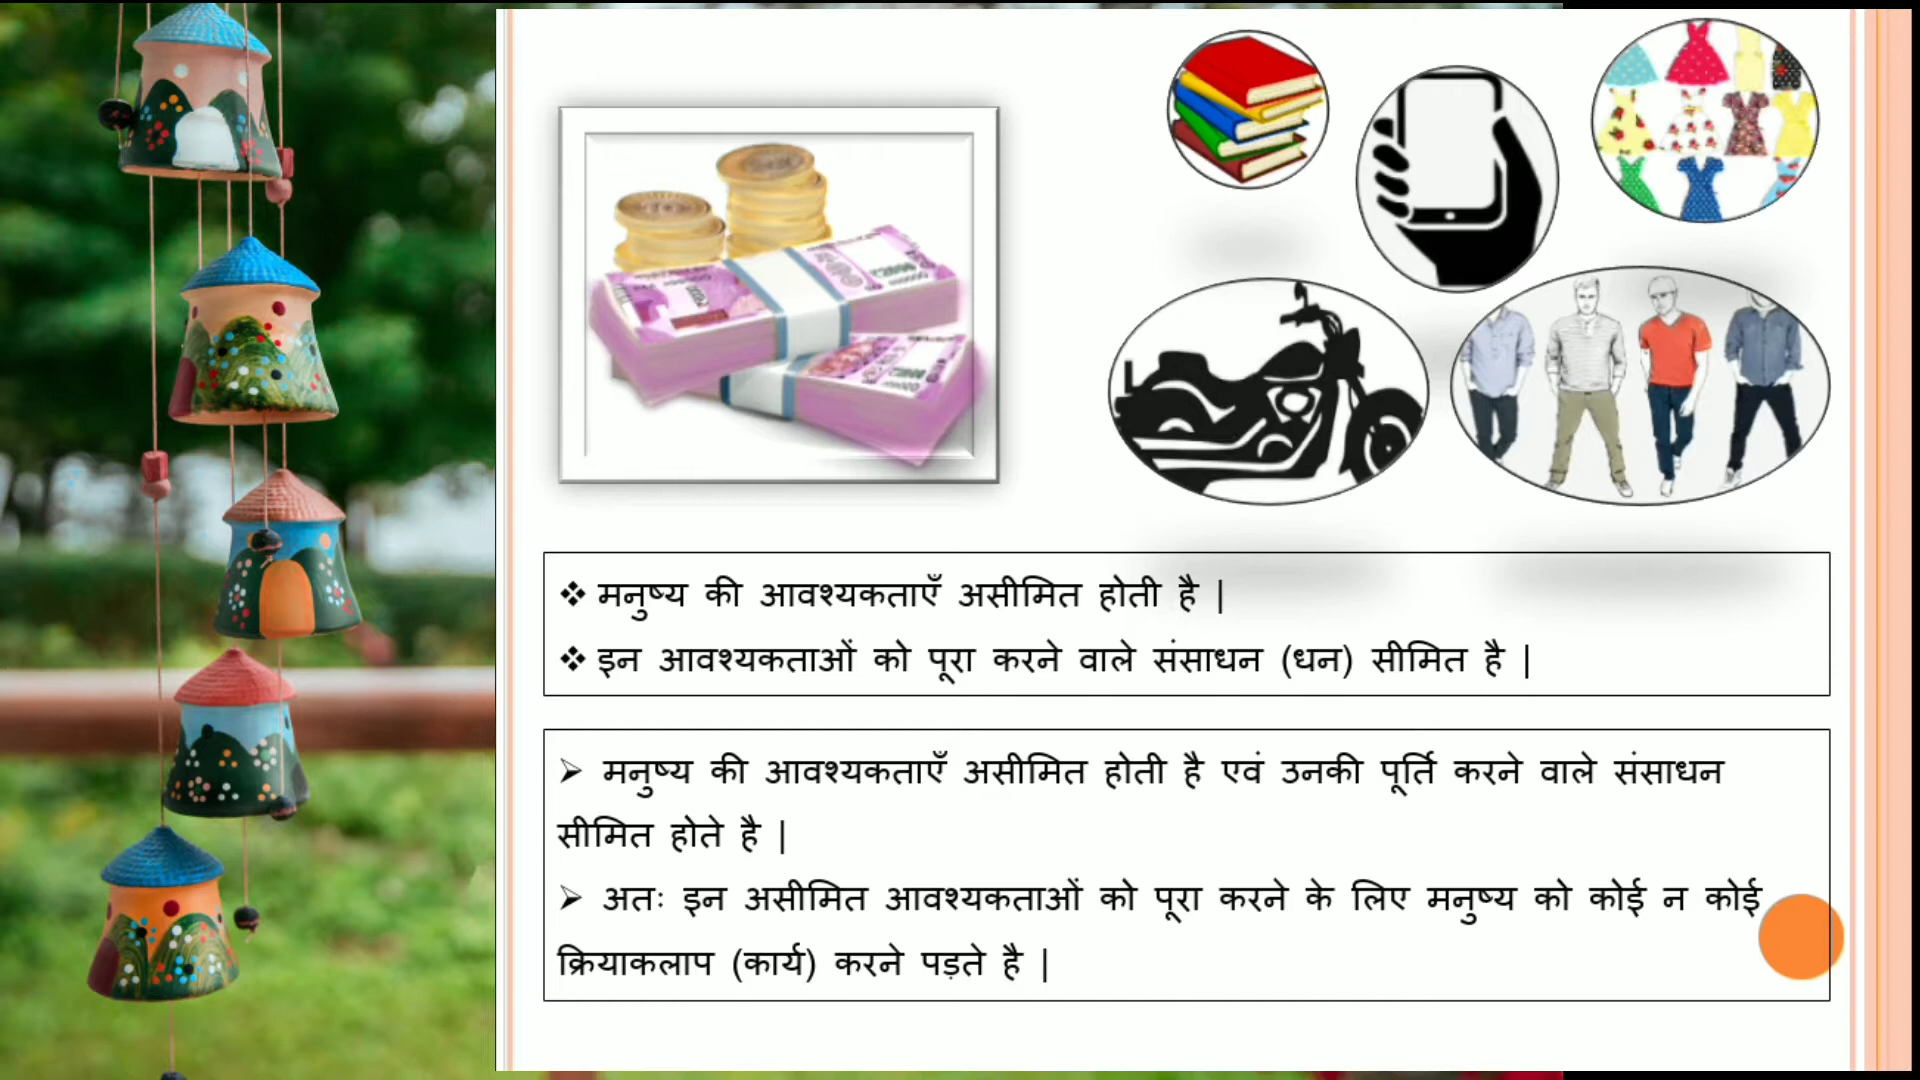 ❖ मनुष्य की आवश्यकताएँ असीमित होती है |
❖ इन आवश्यकताओं को पूरा करने वाले संसाधन (धन) सीमित है |
➢ मनुष्य की आवश्यकताएँ असीमित होती है एवं उनकी पूर्ति करने वाले संसाधन
सीमित होते है |
➢ अतः इन असीमित आवश्यकताओं को पूरा करने के लिए मनुष्य को कोई न कोई
क्रियाकलाप (कार्य) करने पड़ते है |